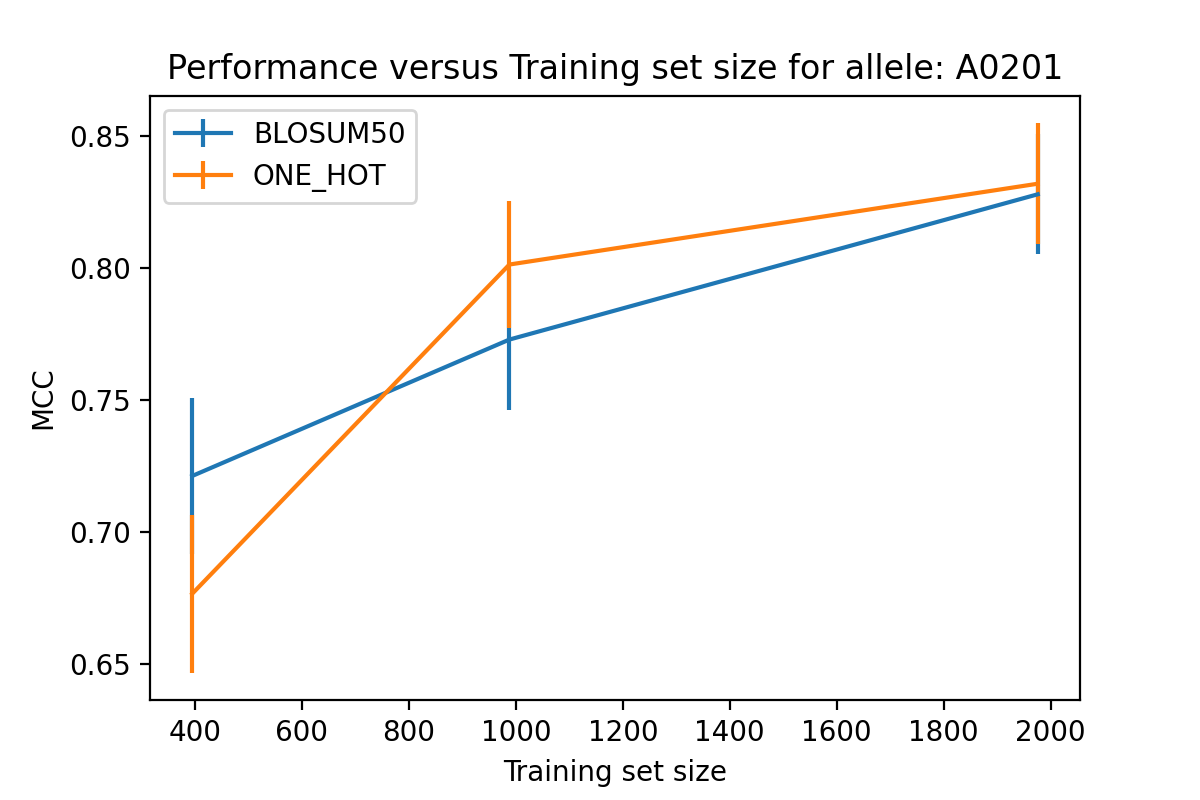 Performance versus Training set size for allele: A0201
BLOSUM50
ONE_HOT
0.85
0.80
0.75
0.70
0.65
MCC
400 600 800 1000 1200 1400 1600 1800 2000
Training set size